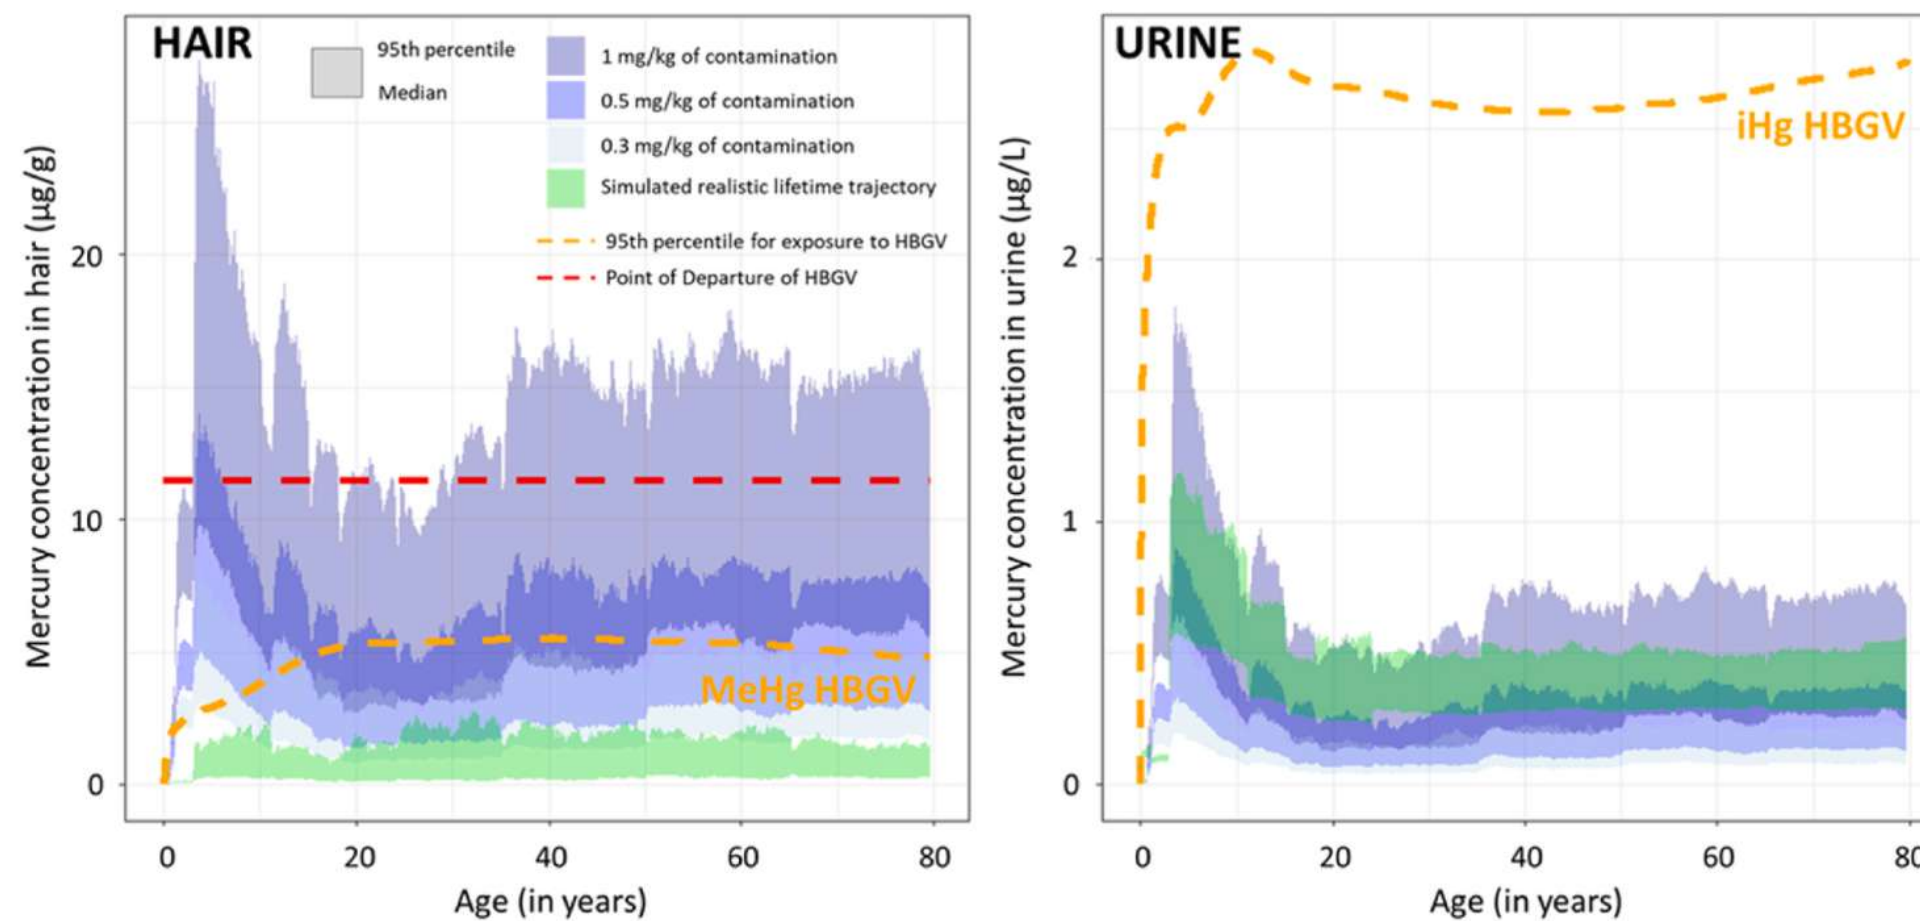 HAIR
95th percentile
Median
1 mg/kg of contamination
0.5 mg/kg of contamination
0.3 mg/kg of contamination
Simulated realistic lifetime trajectory
95th percentile for exposure to HBGV
Point of Departure of HBGV
MeHg HBGV
Mercury concentration in hair (µg/g)
20
10
0
0 20 40 60 80
Age (in years)
URINE
iHg HBGV
Mercury concentration in urine (µg/L)
2
1
0
0 20 40 60 80
Age (in years)